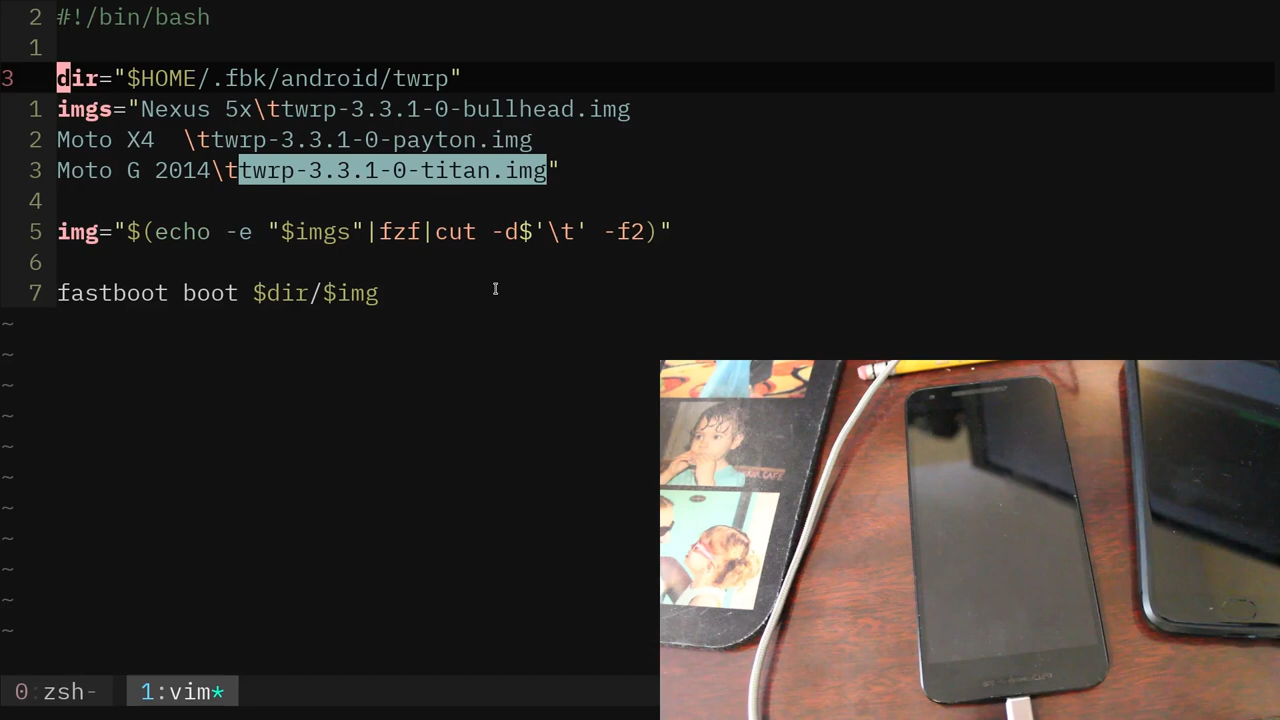 2 #!/bin/bash
1
3 dir="$HOME/.fbk/android/twrp"
1 imgs="Nexus 5x\ttwrp-3.3.1-0-bullhead.img
2 Moto X4  \ttwrp-3.3.1-0-payton.img
3 Moto G 2014\ttwrp-3.3.1-0-titan.img"
4
5 img="$(echo -e "$imgs"|fzf|cut -d$'\t' -f2)"
6
7 fastboot boot $dir/$img
~
~
~
~
~
~
~
~
~
~
~
0:zsh- 1:vim*